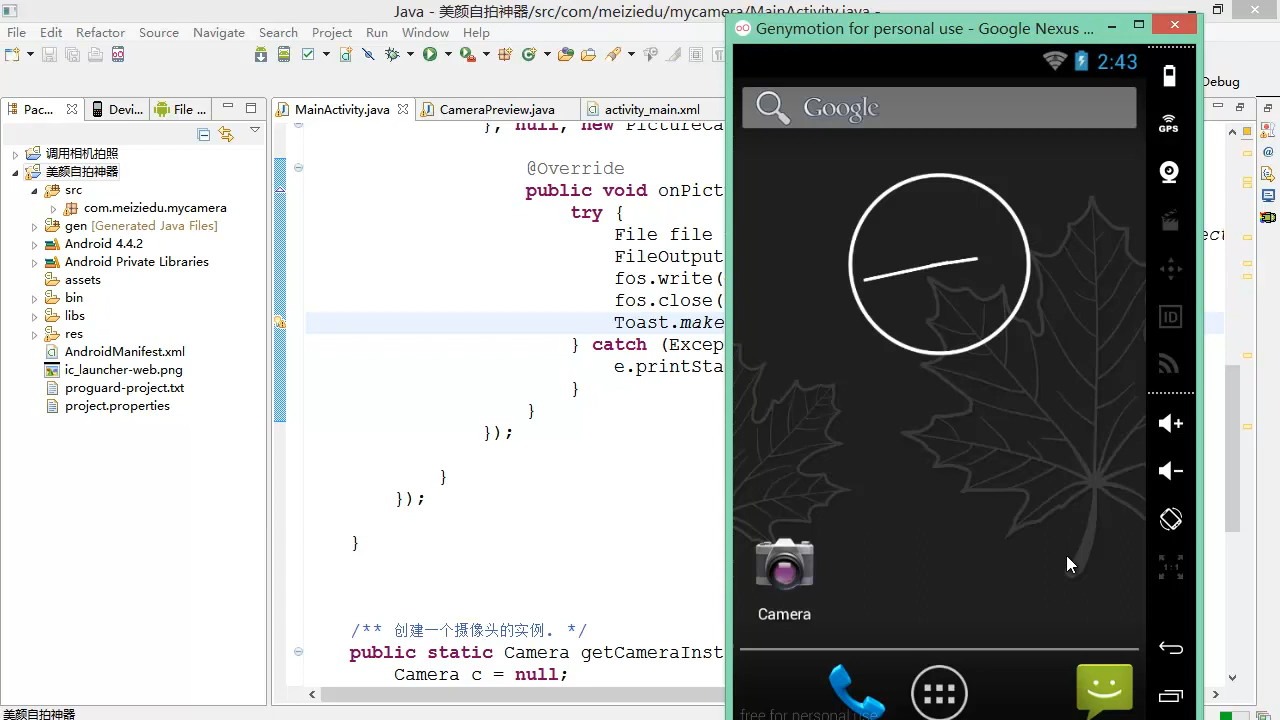 Java - 美颜自拍神器/src/com/meiziedu/mycamera/MainActivity.java -
File Edit Refactor Source Navigate Search Project Run Window Help
Genymotion for personal use - Google Nexus ...
Debug
Pac...
Devi...
File ...
MainActivity.java
CameraPreview.java
activity_main.xml
调用相机拍照
美颜自拍神器
src
com.meiziedu.mycamera
gen [Generated Java Files]
Android 4.4.2
Android Private Libraries
assets
bin
libs
res
AndroidManifest.xml
ic_launcher-web.png
proguard-project.txt
project.properties
}, null, new PictureCa
@Override
public void onPict
try {
File file
FileOutput
fos.write(
fos.close(
Toast.make
} catch (Excep
e.printSta
}
}
});
}
});
}
/** 创建一个摄像头的实例. */
public static Camera getCameraInst
Camera c = null;
2:43
Google
Camera
free for personal use
GPS
ID
1:1
美颜自拍神器